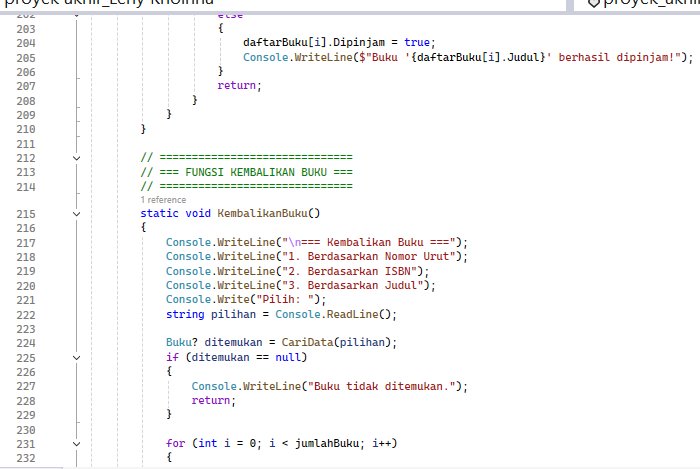 proyek_akhir_Leny Khoirina
202 else
203 {
204 daftarBuku[i].Dipinjam = true;
205 Console.WriteLine($"Buku '{daftarBuku[i].Judul}' berhasil dipinjam!");
206 }
207 return;
208 }
209 }
210 }
211
212 // ==============================
213 // === FUNGSI KEMBALIKAN BUKU ===
214 // ==============================
1 reference
215 static void KembalikanBuku()
216 {
217 Console.WriteLine("\n=== Kembalikan Buku ===");
218 Console.WriteLine("1. Berdasarkan Nomor Urut");
219 Console.WriteLine("2. Berdasarkan ISBN");
220 Console.WriteLine("3. Berdasarkan Judul");
221 Console.Write("Pilih: ");
222 string pilihan = Console.ReadLine();
223
224 Buku? ditemukan = CariData(pilihan);
225 if (ditemukan == null)
226 {
227 Console.WriteLine("Buku tidak ditemukan.");
228 return;
229 }
230
231 for (int i = 0; i < jumlahBuku; i++)
232 {